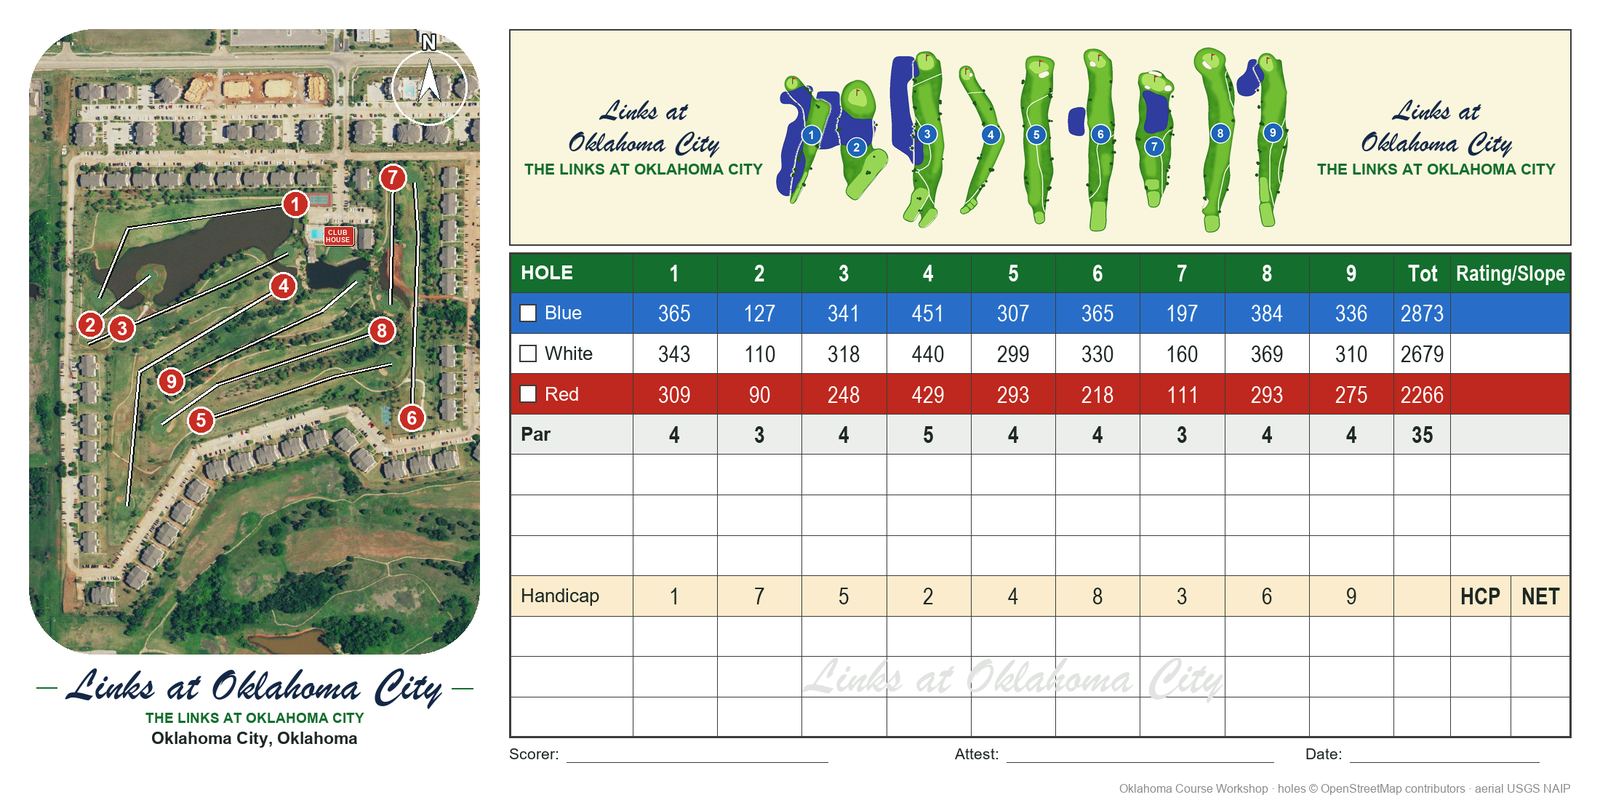 N
1
7
CLUB
HOUSE
4
2
3
8
9
5
6
Links at Oklahoma City
THE LINKS AT OKLAHOMA CITY
Oklahoma City, Oklahoma
Links at
Oklahoma City
THE LINKS AT OKLAHOMA CITY
1 2 3 4 5 6 7 8 9
Links at
Oklahoma City
THE LINKS AT OKLAHOMA CITY
HOLE 1 2 3 4 5 6 7 8 9 Tot Rating/Slope
Blue 365 127 341 451 307 365 197 384 336 2873
White 343 110 318 440 299 330 160 369 310 2679
Red 309 90 248 429 293 218 111 293 275 2266
Par 4 3 4 5 4 4 3 4 4 35
Handicap 1 7 5 2 4 8 3 6 9 HCP NET
Links at Oklahoma City
Scorer: Attest: Date:
Oklahoma Course Workshop · holes © OpenStreetMap contributors · aerial USGS NAIP